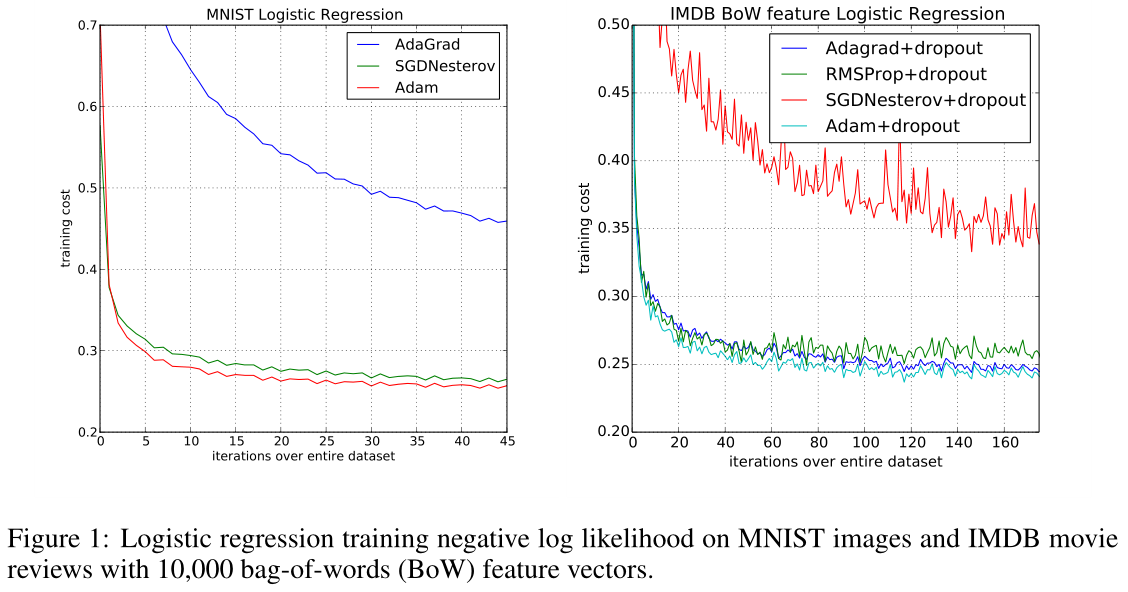 MNIST Logistic Regression
0.7
0.6
0.5
0.4
0.3
0.2
training cost
AdaGrad
SGDNesterov
Adam
0 5 10 15 20 25 30 35 40 45
iterations over entire dataset
IMDB BoW feature Logistic Regression
0.50
0.45
0.40
0.35
0.30
0.25
0.20
training cost
Adagrad+dropout
RMSProp+dropout
SGDNesterov+dropout
Adam+dropout
0 20 40 60 80 100 120 140 160
iterations over entire dataset
Figure 1: Logistic regression training negative log likelihood on MNIST images and IMDB movie
reviews with 10,000 bag-of-words (BoW) feature vectors.